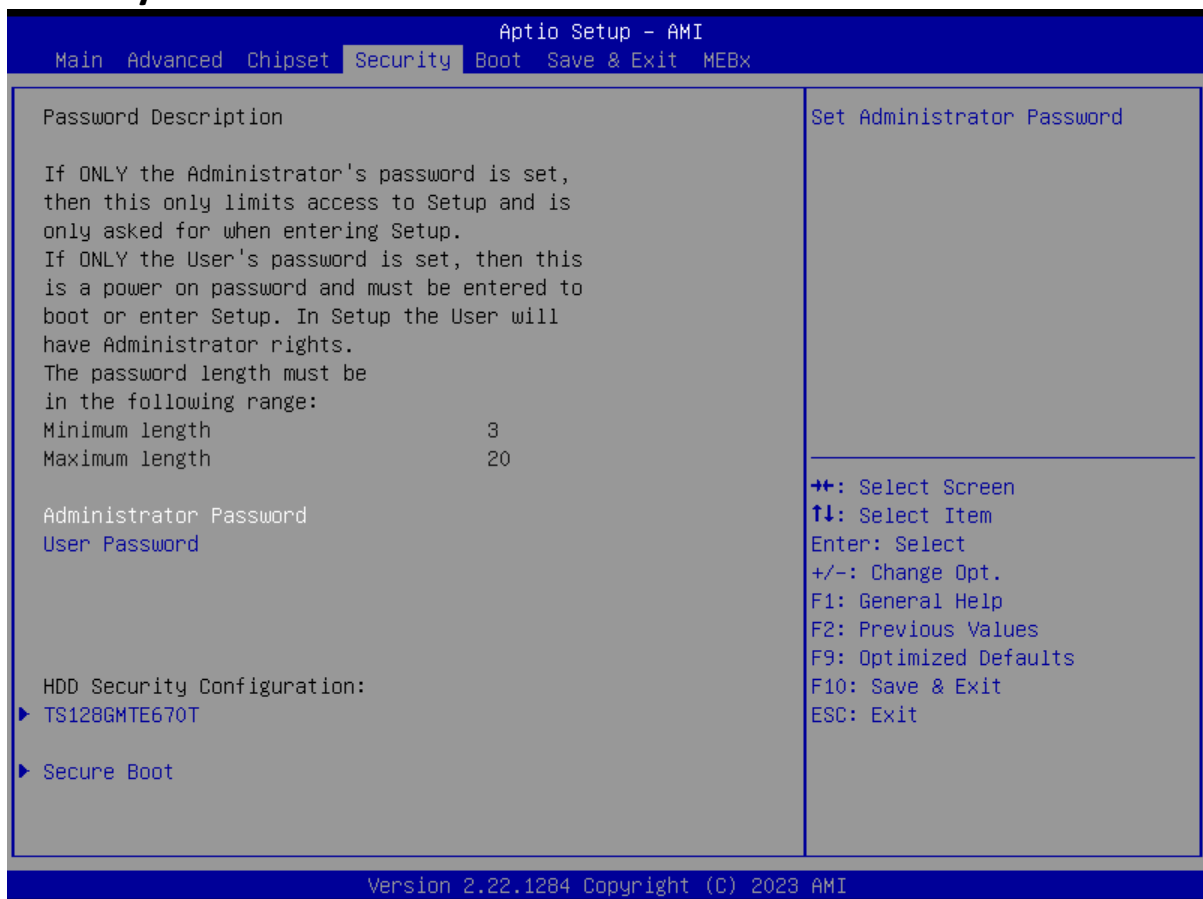 Aptio Setup – AMI
Main Advanced Chipset Security Boot Save & Exit MEBx
Password Description
If ONLY the Administrator's password is set,
then this only limits access to Setup and is
only asked for when entering Setup.
If ONLY the User's password is set, then this
is a power on password and must be entered to
boot or enter Setup. In Setup the User will
have Administrator rights.
The password length must be
in the following range:
Minimum length 3
Maximum length 20
Administrator Password
User Password
HDD Security Configuration:
TS128GMTE670T
Secure Boot
Set Administrator Password
→←: Select Screen
↑↓: Select Item
Enter: Select
+/-: Change Opt.
F1: General Help
F2: Previous Values
F9: Optimized Defaults
F10: Save & Exit
ESC: Exit
Version 2.22.1284 Copyright (C) 2023 AMI